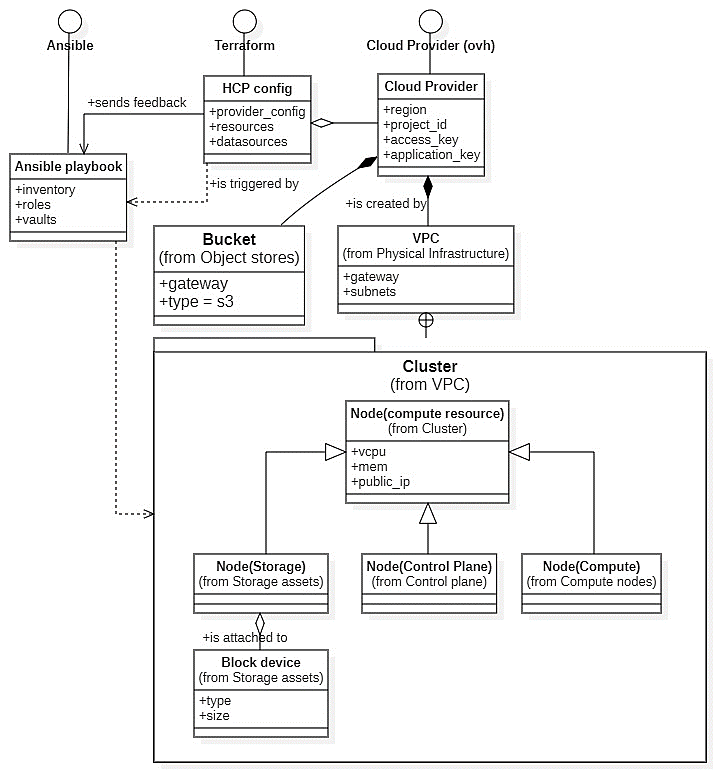 Ansible
Terraform
Cloud Provider (ovh)
HCP config
+provider_config
+resources
+datasources
Cloud Provider
+region
+project_id
+access_key
+application_key
+sends feedback
Ansible playbook
+inventory
+roles
+vaults
+is triggered by
+is created by
Bucket
(from Object stores)
+gateway
+type = s3
VPC
(from Physical Infrastructure)
+gateway
+subnets
Cluster
(from VPC)
Node(compute resource)
(from Cluster)
+vcpu
+mem
+public_ip
Node(Storage)
(from Storage assets)
Node(Control Plane)
(from Control plane)
Node(Compute)
(from Compute nodes)
+is attached to
Block device
(from Storage assets)
+type
+size